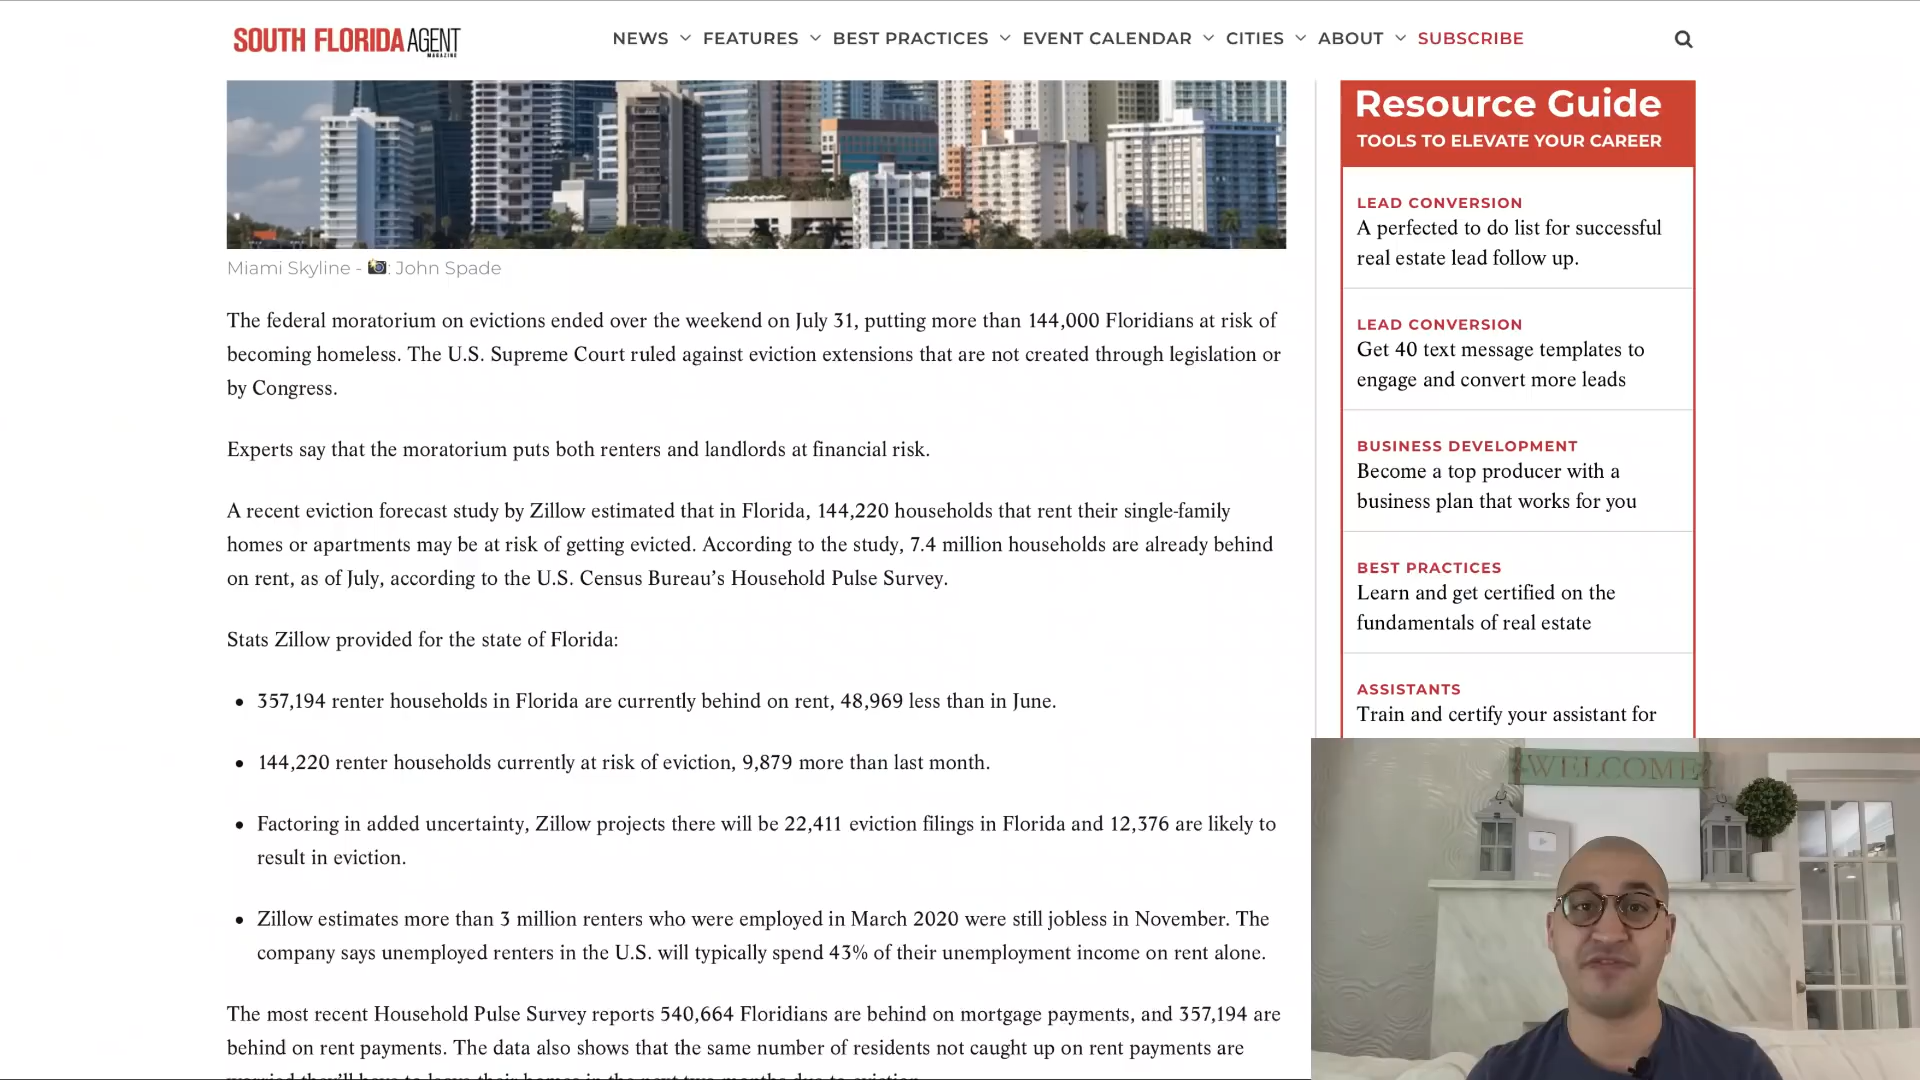 SOUTH FLORIDA AGENT
MAGAZINE
NEWS FEATURES BEST PRACTICES EVENT CALENDAR CITIES ABOUT SUBSCRIBE
Miami Skyline - 📸: John Spade
The federal moratorium on evictions ended over the weekend on July 31, putting more than 144,000 Floridians at risk of
becoming homeless. The U.S. Supreme Court ruled against eviction extensions that are not created through legislation or
by Congress.
Experts say that the moratorium puts both renters and landlords at financial risk.
A recent eviction forecast study by Zillow estimated that in Florida, 144,220 households that rent their single-family
homes or apartments may be at risk of getting evicted. According to the study, 7.4 million households are already behind
on rent, as of July, according to the U.S. Census Bureau’s Household Pulse Survey.
Stats Zillow provided for the state of Florida:
• 357,194 renter households in Florida are currently behind on rent, 48,969 less than in June.
• 144,220 renter households currently at risk of eviction, 9,879 more than last month.
• Factoring in added uncertainty, Zillow projects there will be 22,411 eviction filings in Florida and 12,376 are likely to
result in eviction.
• Zillow estimates more than 3 million renters who were employed in March 2020 were still jobless in November. The
company says unemployed renters in the U.S. will typically spend 43% of their unemployment income on rent alone.
The most recent Household Pulse Survey reports 540,664 Floridians are behind on mortgage payments, and 357,194 are
behind on rent payments. The data also shows that the same number of residents not caught up on rent payments are
worried they’ll have to leave their homes in the next two months due to eviction.
Resource Guide
TOOLS TO ELEVATE YOUR CAREER
LEAD CONVERSION
A perfected to do list for successful
real estate lead follow up.
LEAD CONVERSION
Get 40 text message templates to
engage and convert more leads
BUSINESS DEVELOPMENT
Become a top producer with a
business plan that works for you
BEST PRACTICES
Learn and get certified on the
fundamentals of real estate
ASSISTANTS
Train and certify your assistant for
WELCOME